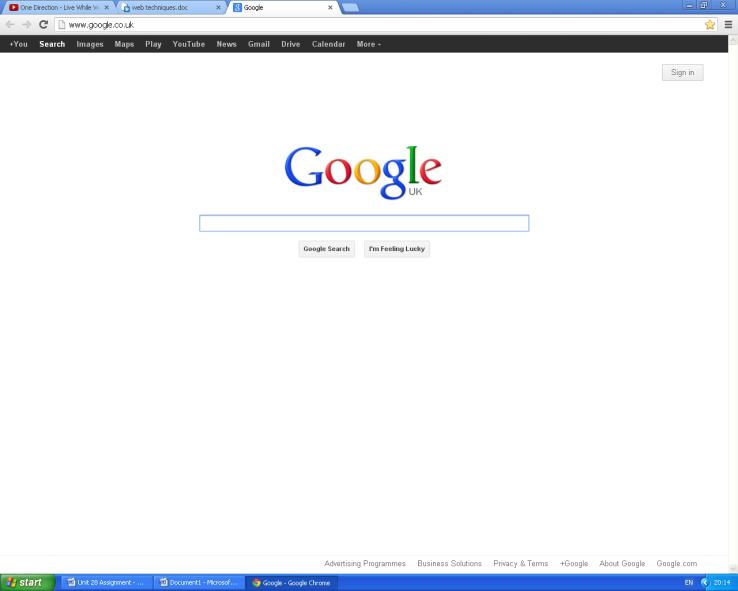 One Direction - Live While W
web techniques.doc
Google
www.google.co.uk
+You Search Images Maps Play YouTube News Gmail Drive Calendar More
Sign in
Google
UK
Google Search I'm Feeling Lucky
Advertising Programmes Business Solutions Privacy & Terms +Google About Google Google.com
start Unit 28 Assignment - ... Document1 - Microsof... Google - Google Chrome EN 20:14